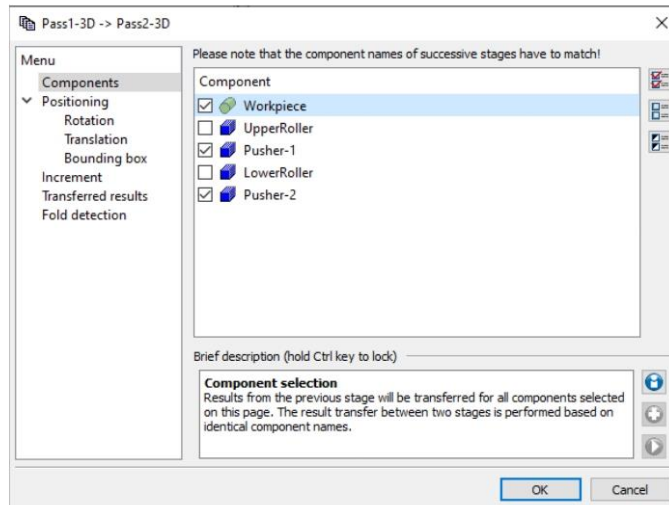 Pass1-3D -> Pass2-3D
Menu
Components
Positioning
Rotation
Translation
Bounding box
Increment
Transferred results
Fold detection
Please note that the component names of successive stages have to match!
Component
Workpiece
UpperRoller
Pusher-1
LowerRoller
Pusher-2
Brief description (hold Ctrl key to lock)
Component selection
Results from the previous stage will be transferred for all components selected
on this page. The result transfer between two stages is performed based on
identical component names.
OK
Cancel